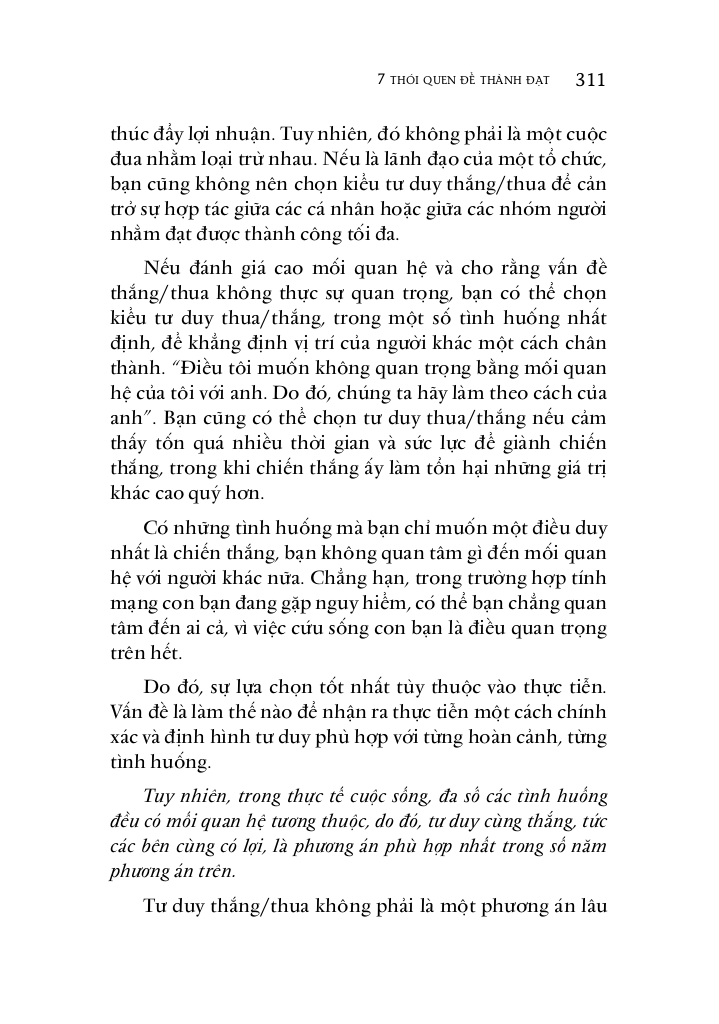 7 THÓI QUEN ĐỂ THÀNH ĐẠT 311
thúc đẩy lợi nhuận. Tuy nhiên, đó không phải là một cuộc
đua nhằm loại trừ nhau. Nếu là lãnh đạo của một tổ chức,
bạn cũng không nên chọn kiểu tư duy thắng/thua để cản
trở sự hợp tác giữa các cá nhân hoặc giữa các nhóm người
nhằm đạt được thành công tối đa.
Nếu đánh giá cao mối quan hệ và cho rằng vấn đề
thắng/thua không thực sự quan trọng, bạn có thể chọn
kiểu tư duy thua/thắng, trong một số tình huống nhất
định, để khẳng định vị trí của người khác một cách chân
thành. “Điều tôi muốn không quan trọng bằng mối quan
hệ của tôi với anh. Do đó, chúng ta hãy làm theo cách của
anh”. Bạn cũng có thể chọn tư duy thua/thắng nếu cảm
thấy tốn quá nhiều thời gian và sức lực để giành chiến
thắng, trong khi chiến thắng ấy làm tổn hại những giá trị
khác cao quý hơn.
Có những tình huống mà bạn chỉ muốn một điều duy
nhất là chiến thắng, bạn không quan tâm gì đến mối quan
hệ với người khác nữa. Chẳng hạn, trong trường hợp tính
mạng con bạn đang gặp nguy hiểm, có thể bạn chẳng quan
tâm đến ai cả, vì việc cứu sống con bạn là điều quan trọng
trên hết.
Do đó, sự lựa chọn tốt nhất tùy thuộc vào thực tiễn.
Vấn đề là làm thế nào để nhận ra thực tiễn một cách chính
xác và định hình tư duy phù hợp với từng hoàn cảnh, từng
tình huống.
Tuy nhiên, trong thực tế cuộc sống, đa số các tình huống
đều có mối quan hệ tương thuộc, do đó, tư duy cùng thắng, tức
các bên cùng có lợi, là phương án phù hợp nhất trong số năm
phương án trên.
Tư duy thắng/thua không phải là một phương án lâu